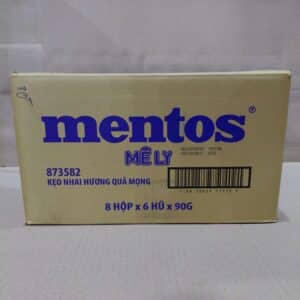 mentos®
MÊ LY
873582
KẸO NHAI HƯƠNG QUẢ MỌNG
8 HỘP x 6 HŨ x 90G